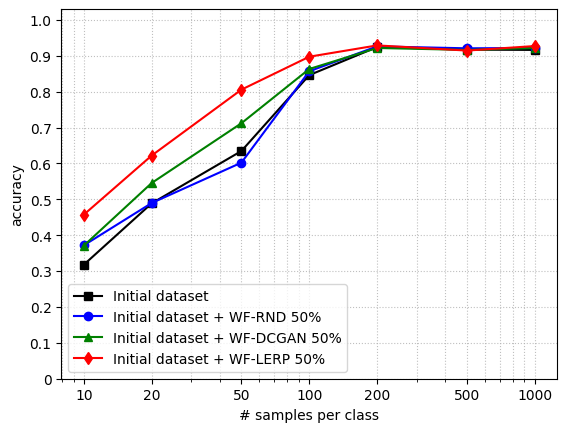 1.0
0.9
0.8
0.7
0.6
0.5
0.4
0.3
0.2
0.1
0
accuracy
Initial dataset
Initial dataset + WF-RND 50%
Initial dataset + WF-DCGAN 50%
Initial dataset + WF-LERP 50%
10 20 50 100 200 500 1000
# samples per class